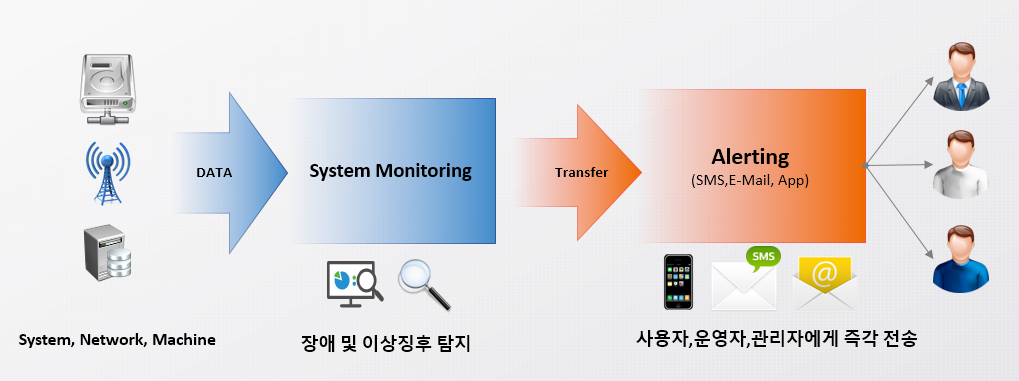 DATA
System Monitoring
Transfer
Alerting
(SMS,E-Mail, App)
SMS
@
System, Network, Machine
장애 및 이상징후 탐지
사용자,운영자,관리자에게 즉각 전송